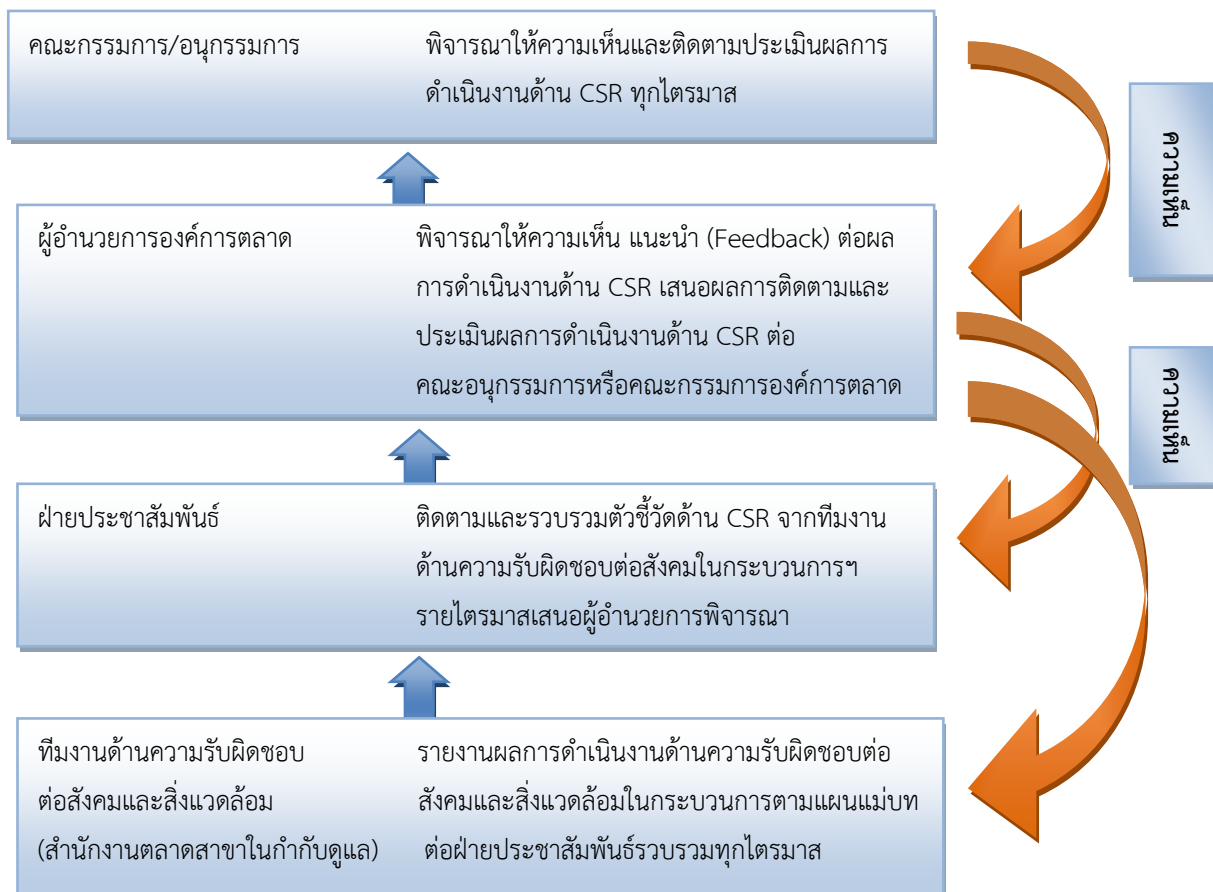 คณะกรรมการ/อนุกรรมการ
พิจารณาให้ความเห็นและติดตามประเมินผลการ
ดำเนินงานด้าน CSR ทุกไตรมาส
ความเห็น
ผู้อำนวยการองค์การตลาด
พิจารณาให้ความเห็น แนะนำ (Feedback) ต่อผล
การดำเนินงานด้าน CSR เสนอผลการติดตามและ
ประเมินผลการดำเนินงานด้าน CSR ต่อ
คณะอนุกรรมการหรือคณะกรรมการองค์การตลาด
ความเห็น
ฝ่ายประชาสัมพันธ์
ติดตามและรวบรวมตัวชี้วัดด้าน CSR จากทีมงาน
ด้านความรับผิดชอบต่อสังคมในกระบวนการฯ
รายไตรมาสเสนอผู้อำนวยการพิจารณา
ทีมงานด้านความรับผิดชอบ
ต่อสังคมและสิ่งแวดล้อม
(สำนักงานตลาดสาขาในกำกับดูแล)
รายงานผลการดำเนินงานด้านความรับผิดชอบต่อ
สังคมและสิ่งแวดล้อมในกระบวนการตามแผนแม่บท
ต่อฝ่ายประชาสัมพันธ์รวบรวมทุกไตรมาส